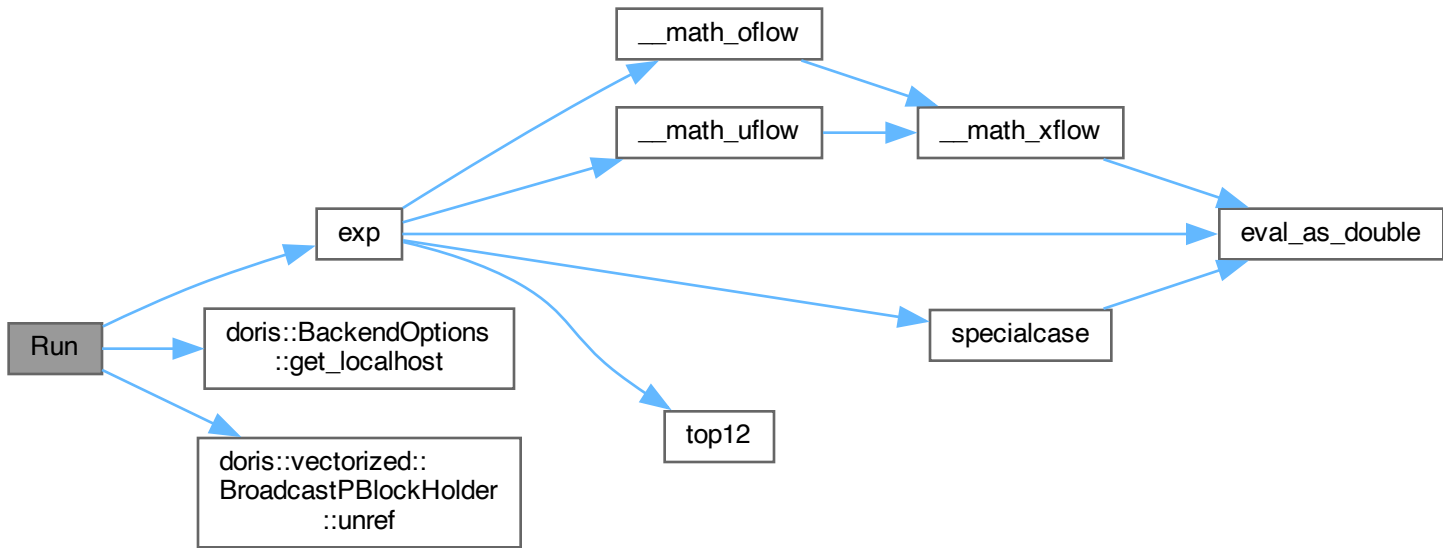 __math_oflow
__math_uflow
__math_xflow
exp
eval_as_double
Run
doris::BackendOptions
::get_localhost
specialcase
top12
doris::vectorized::
BroadcastPBlockHolder
::unref